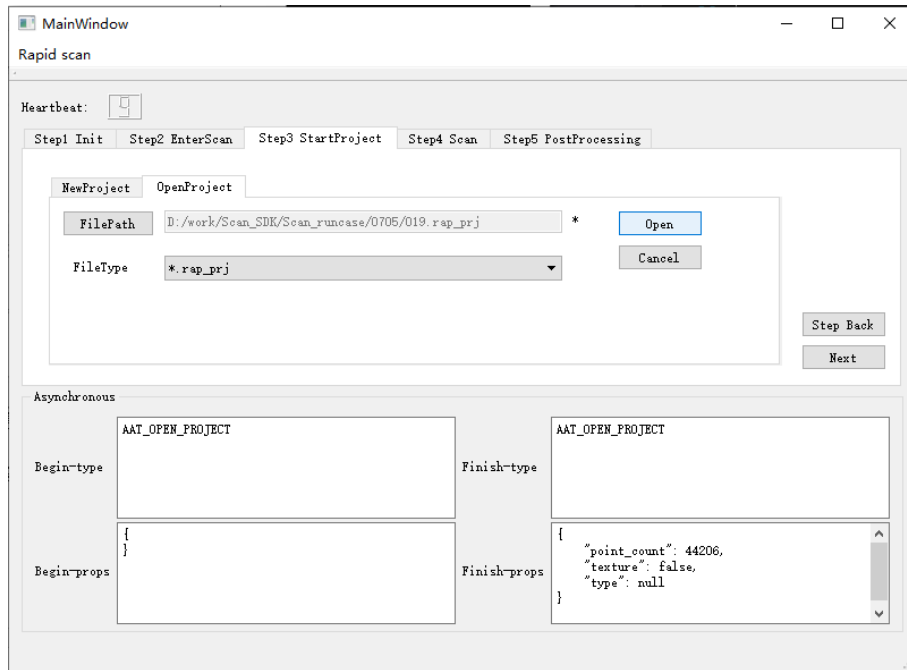 MainWindow
Rapid scan
Heartbeat: 9
Step1 Init Step2 EnterScan Step3 StartProject Step4 Scan Step5 PostProcessing
NewProject OpenProject
FilePath D:/work/Scan_SDK/Scan_runcase/0705/019.rap_prj * Open
Cancel
FileType *.rap_prj
Step Back
Next
Asynchronous
Begin-type AAT_OPEN_PROJECT
Finish-type AAT_OPEN_PROJECT
Begin-props {
}
Finish-props {
"point_count": 44206,
"texture": false,
"type": null
}